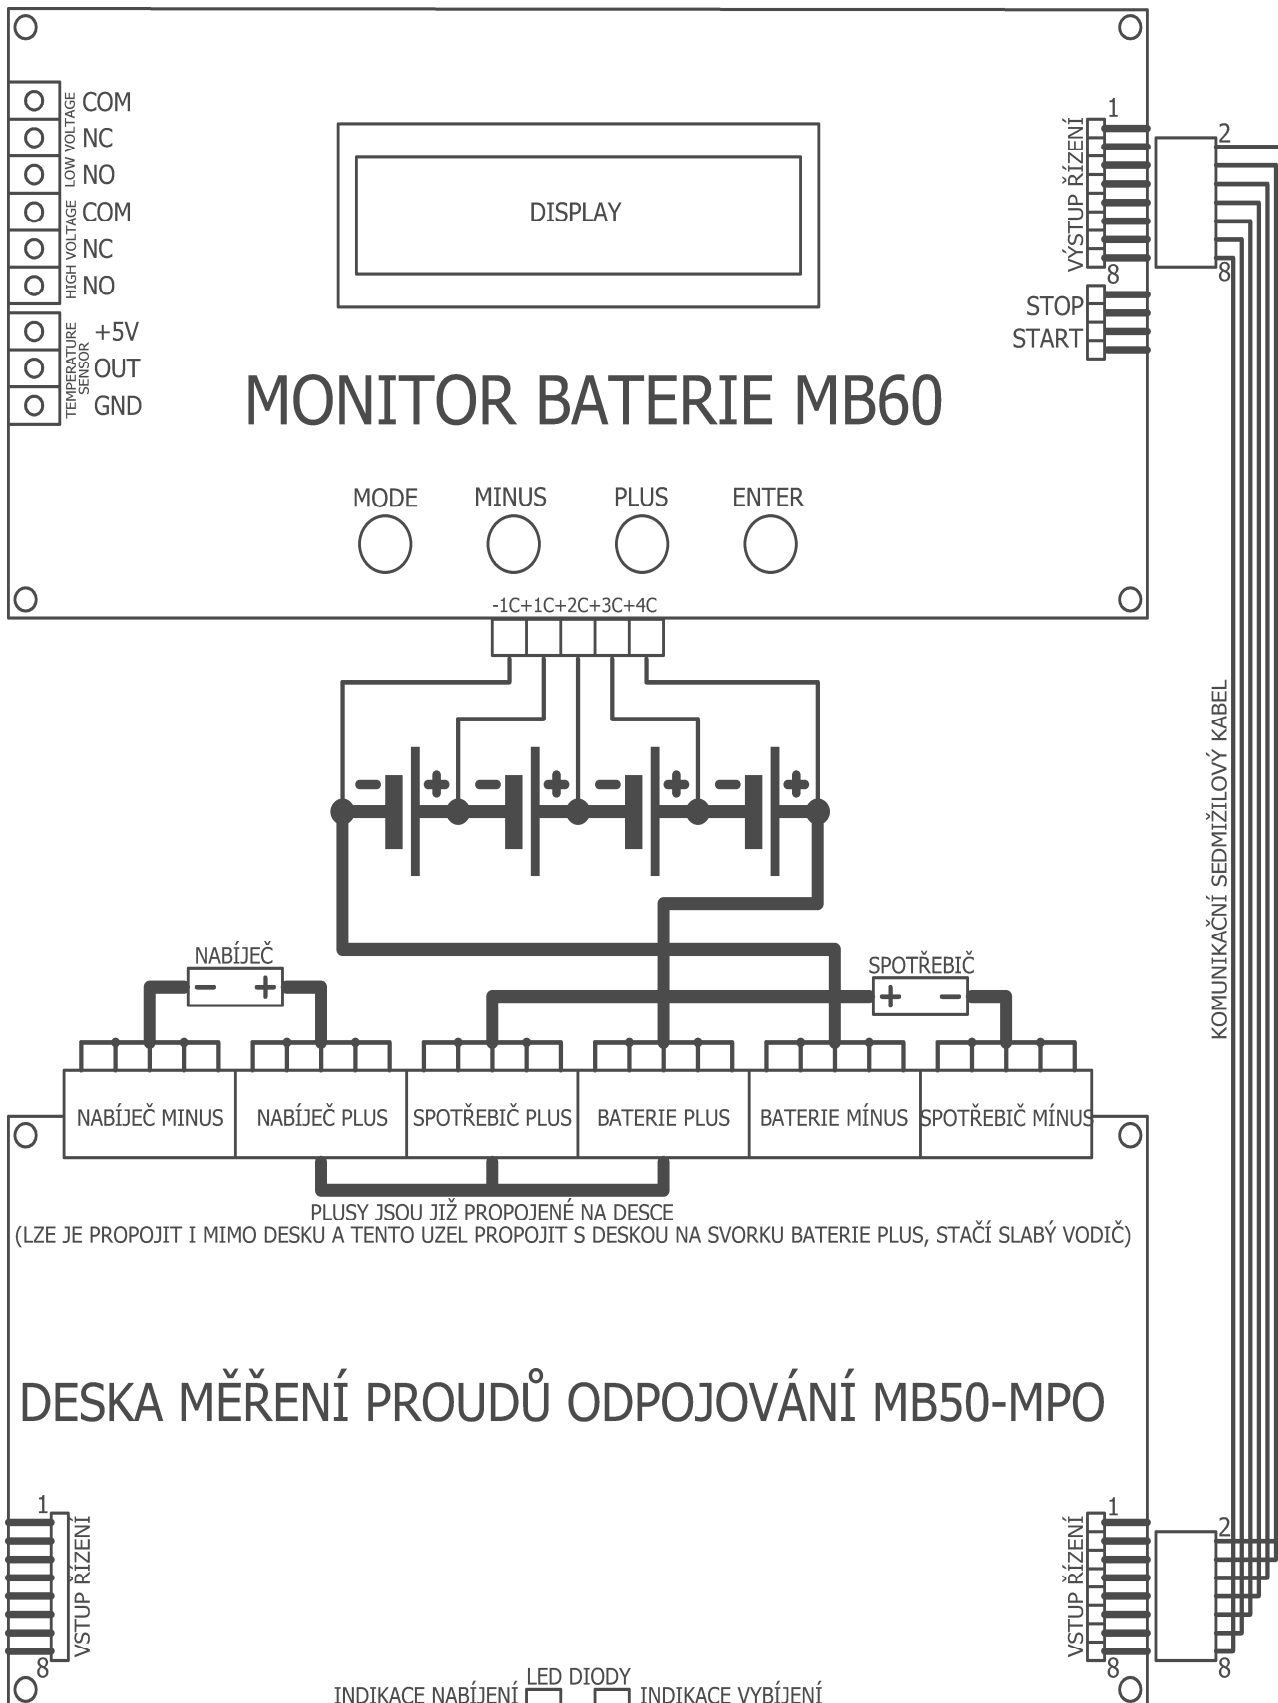 COM
NC
NO
LOW VOLTAGE
COM
NC
NO
HIGH VOLTAGE
+5V
OUT
GND
TEMPERATURE
SENSOR
DISPLAY
1
VÝSTUP ŘÍZENÍ
8
2
8
STOP
START
MONITOR BATERIE MB60
MODE
MINUS
PLUS
ENTER
-1C+1C+2C+3C+4C
KOMUNIKAČNÍ SEDMIŽILOVÝ KABEL
NABÍJEČ
- +
SPOTŘEBIČ
+ -
NABÍJEČ MINUS
NABÍJEČ PLUS
SPOTŘEBIČ PLUS
BATERIE PLUS
BATERIE MÍNUS
SPOTŘEBIČ MÍNUS
PLUSY JSOU JIŽ PROPOJENÉ NA DESCE
(LZE JE PROPOJIT I MIMO DESKU A TENTO UZEL PROPOJIT S DESKOU NA SVORKU BATERIE PLUS, STAČÍ SLABÝ VODIČ)
DESKA MĚŘENÍ PROUDŮ ODPOJOVÁNÍ MB50-MPO
1
VSTUP ŘÍZENÍ
8
1
VSTUP ŘÍZENÍ
8
2
8
LED DIODY
INDIKACE NABÍJENÍ
INDIKACE VYBÍJENÍ